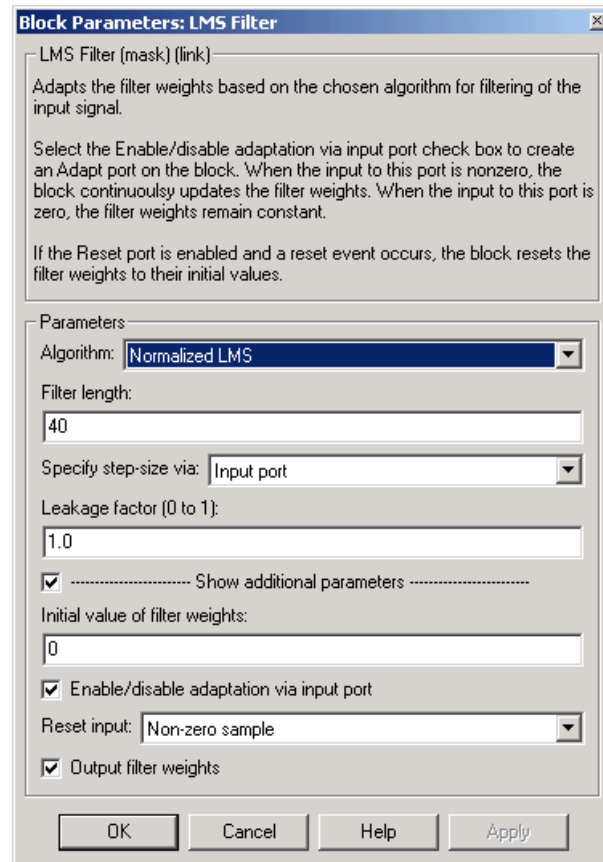 Block Parameters: LMS Filter
LMS Filter (mask) (link)
Adapts the filter weights based on the chosen algorithm for filtering of the
input signal.
Select the Enable/disable adaptation via input port check box to create
an Adapt port on the block. When the input to this port is nonzero, the
block continuoulsy updates the filter weights. When the input to this port is
zero, the filter weights remain constant.
If the Reset port is enabled and a reset event occurs, the block resets the
filter weights to their initial values.
Parameters
Algorithm: Normalized LMS
Filter length:
40
Specify step-size via: Input port
Leakage factor (0 to 1):
1.0
------------------------ Show additional parameters ------------------------
Initial value of filter weights:
0
Enable/disable adaptation via input port
Reset input: Non-zero sample
Output filter weights
OK Cancel Help Apply